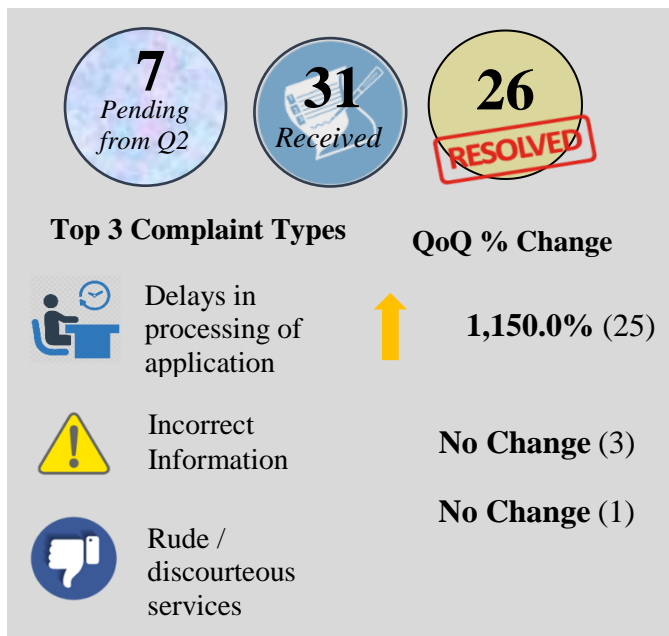 7
Pending
from Q2
31
Received
26
RESOLVED
Top 3 Complaint Types
QoQ % Change
Delays in
processing of
application
1,150.0% (25)
Incorrect
Information
No Change (3)
No Change (1)
Rude /
discourteous
services